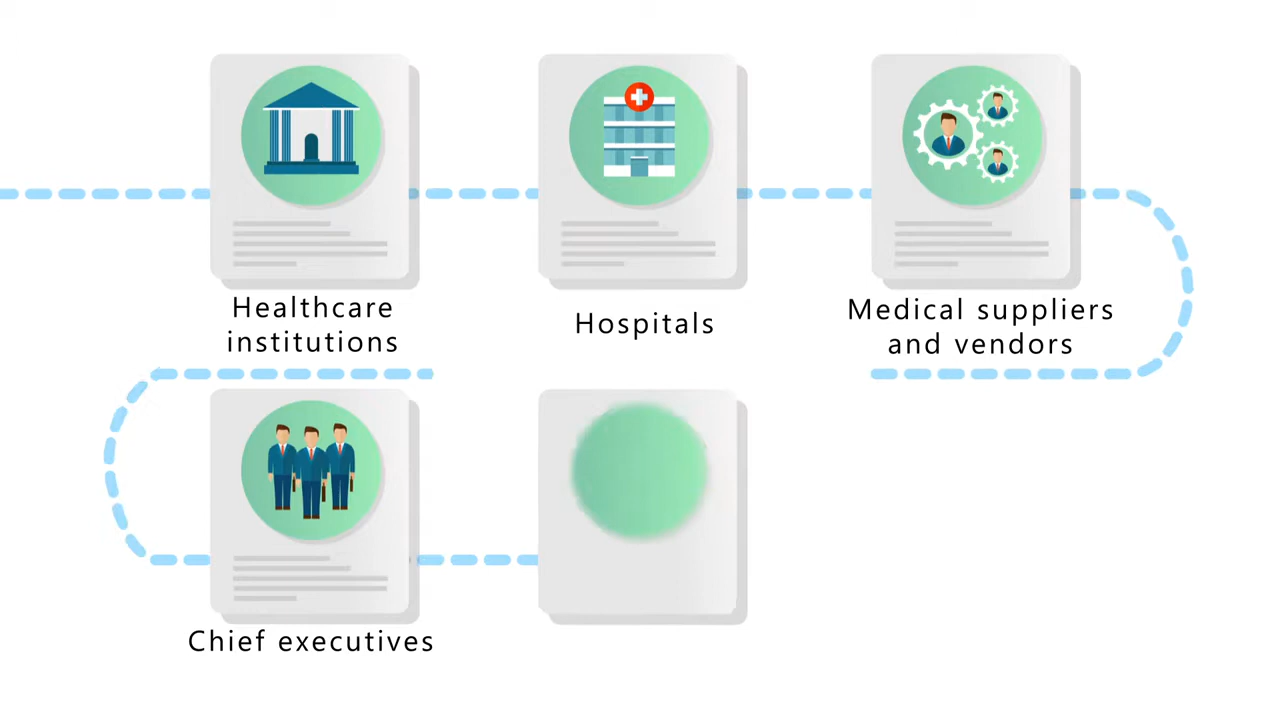 Healthcare
institutions
Hospitals
Medical suppliers
and vendors
Chief executives